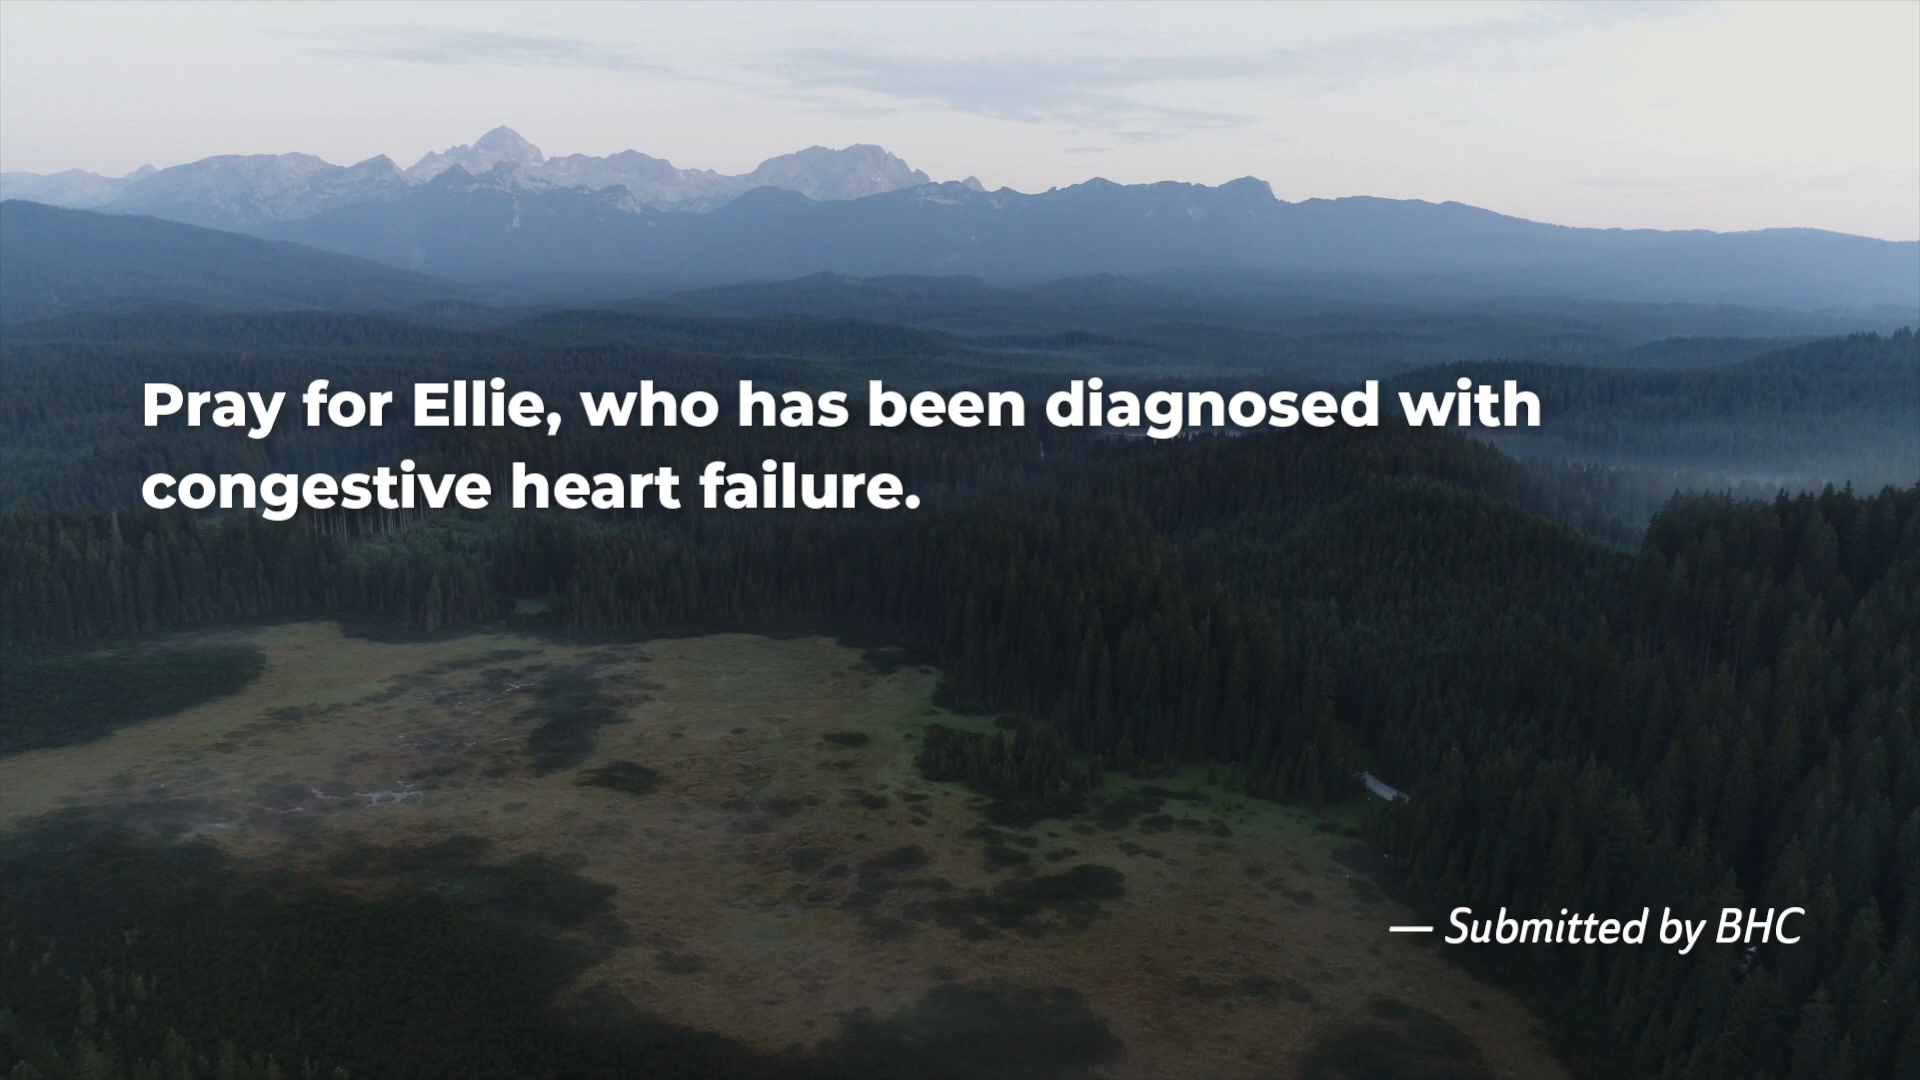 Pray for Ellie, who has been diagnosed with
congestive heart failure.
— Submitted by BHC